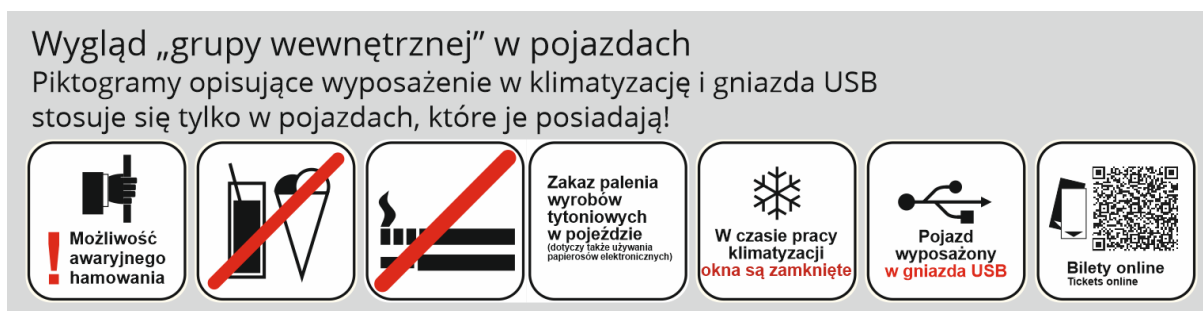 Wygląd „grupy wewnętrznej” w pojazdach
Piktogramy opisujące wyposażenie w klimatyzację i gniazda USB
stosuje się tylko w pojazdach, które je posiadają!
! Możliwość
awaryjnego
hamowania
Zakaz palenia
wyrobów
tytoniowych
w pojeździe
(dotyczy także używania
papierosów elektronicznych)
W czasie pracy
klimatyzacji
okna są zamknięte
Pojazd
wyposażony
w gniazda USB
Bilety online
Tickets online